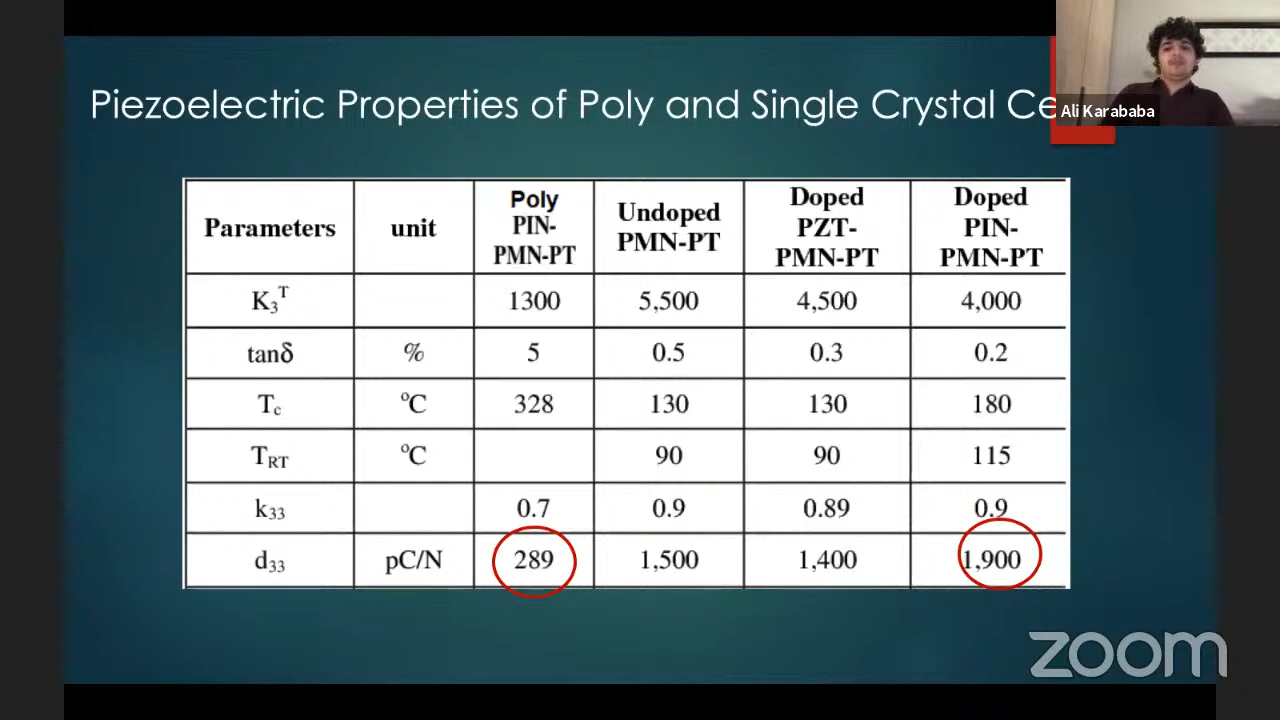 Piezoelectric Properties of Poly and Single Crystal Ce
Ali Karababa
Parameters unit Poly PIN-PMN-PT Undoped PMN-PT Doped PZT-PMN-PT Doped PIN-PMN-PT
K₃ᵀ 1300 5,500 4,500 4,000
tanδ % 5 0.5 0.3 0.2
T꜀ ºC 328 130 130 180
T_RT ºC 90 90 115
k₃₃ 0.7 0.9 0.89 0.9
d₃₃ pC/N 289 1,500 1,400 1,900
zoom